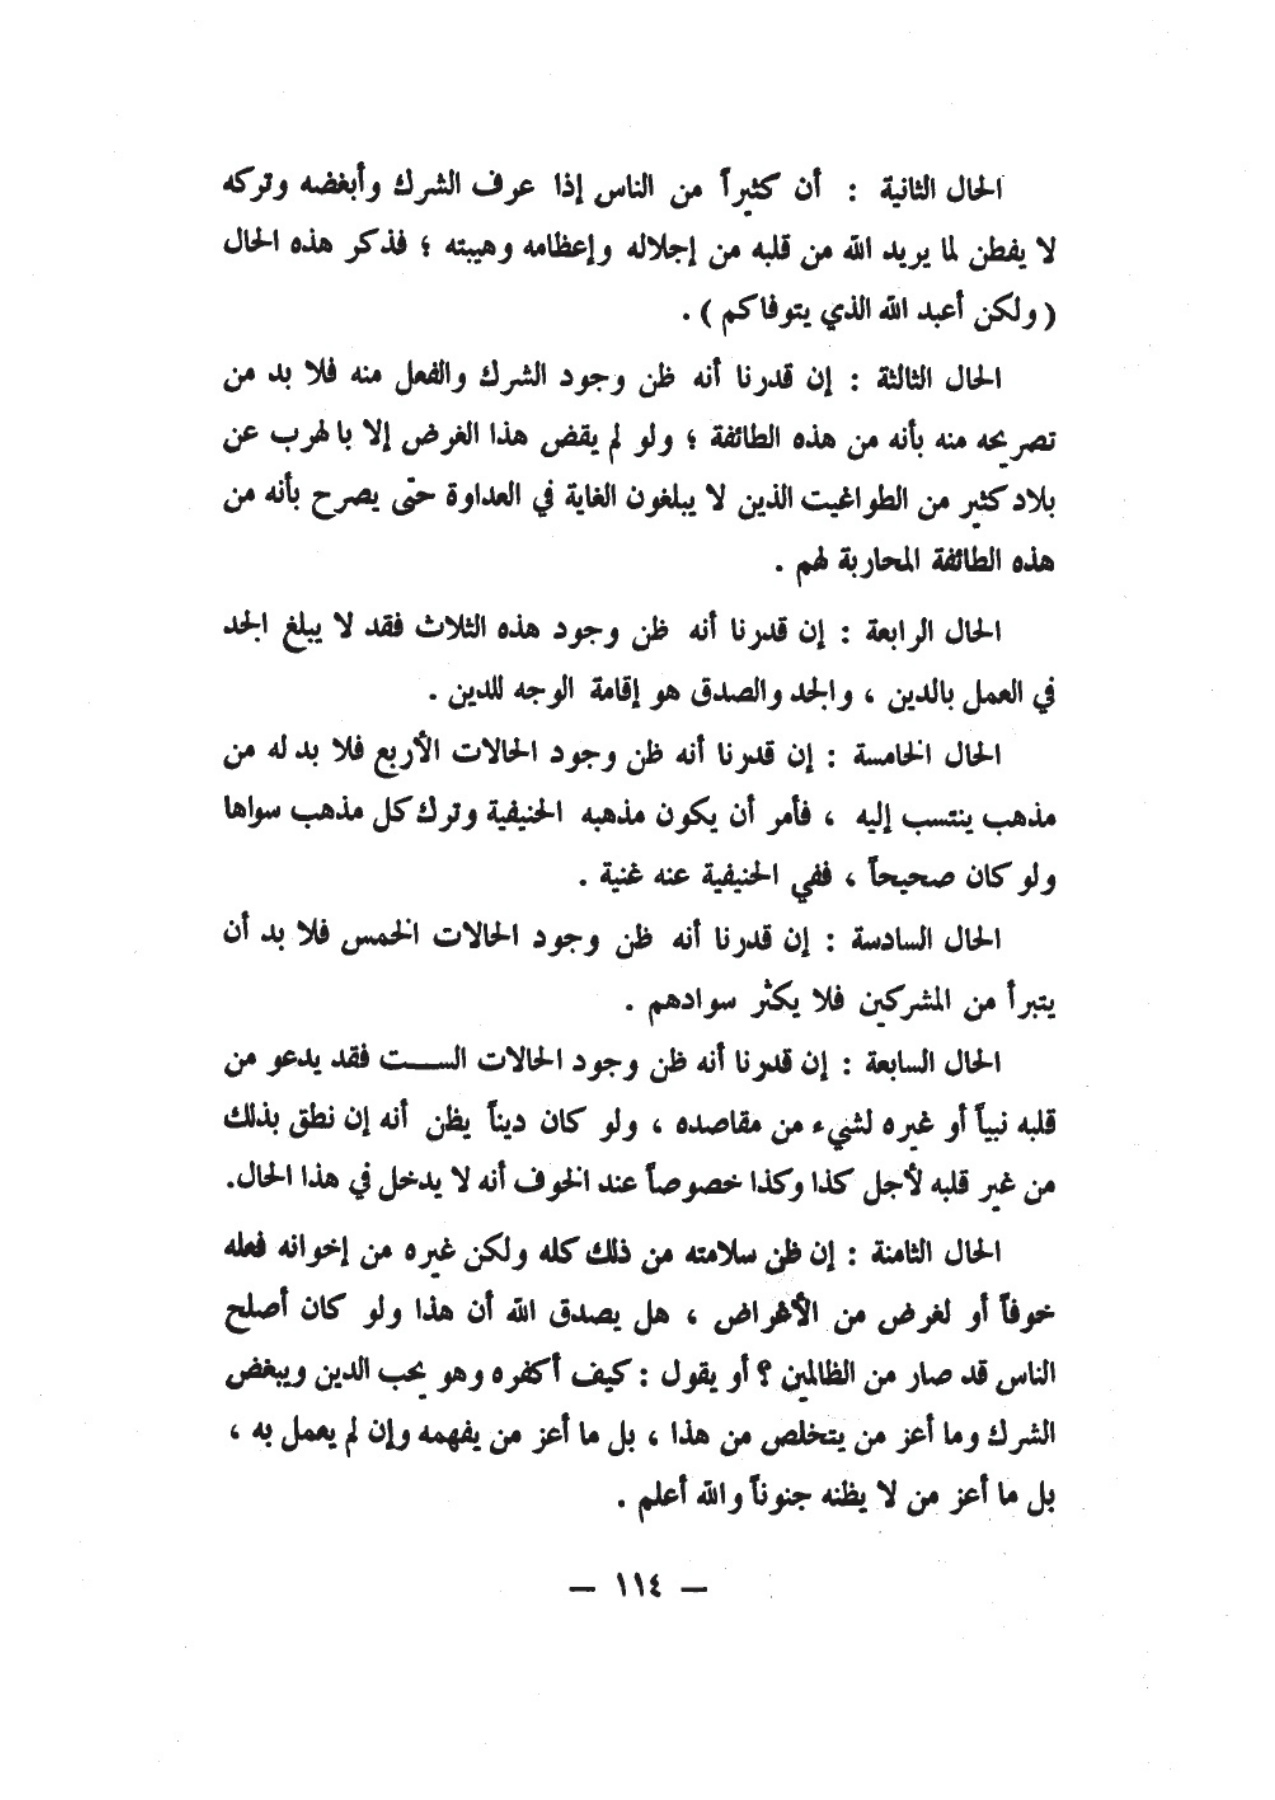 الحال الثانية : أن كثيراً من الناس إذا عرف الشرك وأبغضه وتركه
لا يفطن لما يريد الله من قلبه من إجلاله وإعظامه وهيبته ؛ فذكر هذه الحال
( ولكن أعبد الله الذي يتوفاكم ) .
الحال الثالثة : إن قدرنا أنه ظن وجود الشرك والفعل منه فلا بد من
تصريحه منه بأنه من هذه الطائفة ؛ ولو لم يقض هذا الغرض إلا بالهرب عن
بلاد كثير من الطواغيت الذين لا يبلغون الغاية في العداوة حتى يصرح بأنه من
هذه الطائفة المحاربة لهم .
الحال الرابعة : إن قدرنا أنه ظن وجود هذه الثلاث فقد لا يبلغ الجد
في العمل بالدين ، والجد والصدق هو إقامة الوجه للدين .
الحال الخامسة : إن قدرنا أنه ظن وجود الحالات الأربع فلا بد له من
مذهب ينتسب إليه ، فأمر أن يكون مذهبه الحنيفية وترك كل مذهب سواها
ولو كان صحيحاً ، ففي الحنيفية عنه غنية .
الحال السادسة : إن قدرنا أنه ظن وجود الحالات الخمس فلا بد أن
يتبرأ من المشركين فلا يكثر سوادهم .
الحال السابعة : إن قدرنا أنه ظن وجود الحالات الســت فقد يدعو من
قلبه نبياً أو غيره لشيء من مقاصده ، ولو كان ديناً يظن أنه إن نطق بذلك
من غير قلبه لأجل كذا وكذا خصوصاً عند الخوف أنه لا يدخل في هذا الحال.
الحال الثامنة : إن ظن سلامته من ذلك كله ولكن غيره من إخوانه فعله
خوفاً أو لغرض من الأغراض ، هل يصدق الله أن هذا ولو كان أصلح
الناس قد صار من الظالمين ؟ أو يقول : كيف أكفره وهو يحب الدين ويبغض
الشرك وما أعز من يتخلص من هذا ، بل ما أعز من يفهمه وإن لم يعمل به ،
بل ما أعز من لا يظنه جنوناً والله أعلم .
— ١١٤ —